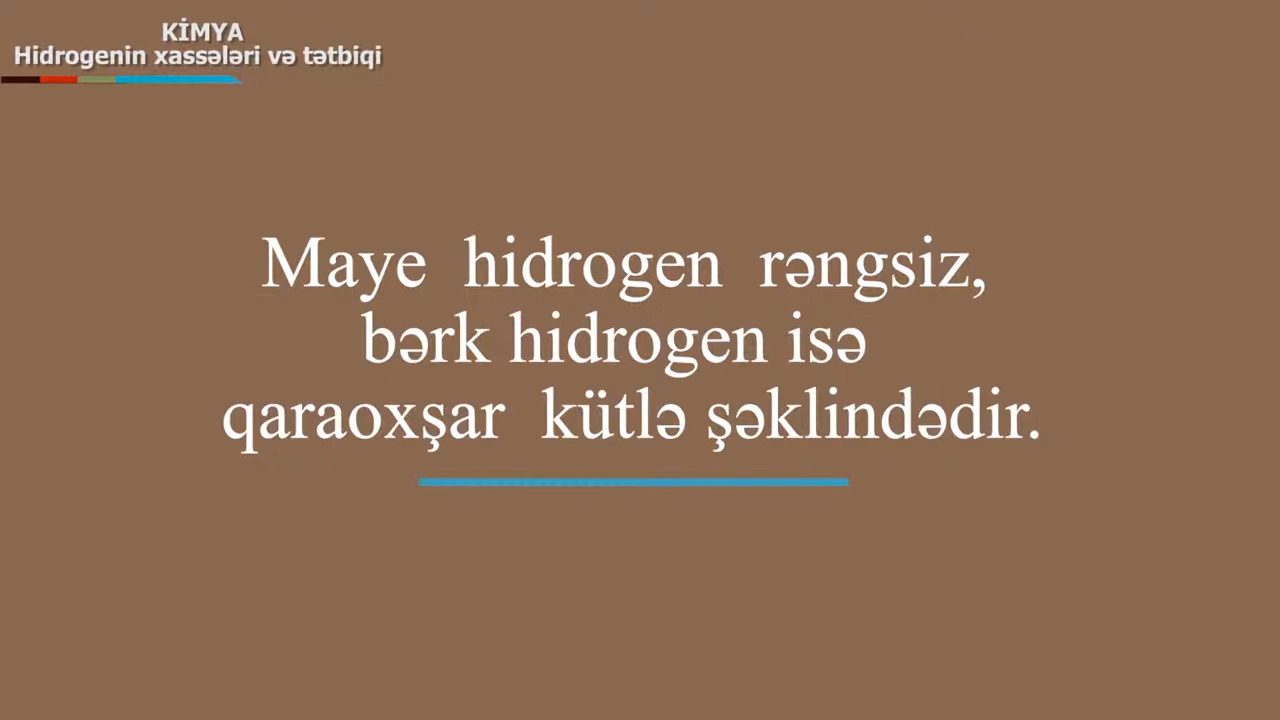 KİMYA
Hidrogenin xassələri və tətbiqi
Maye hidrogen rəngsiz,
bərk hidrogen isə
qaraoxşar kütlə şəklindədir.